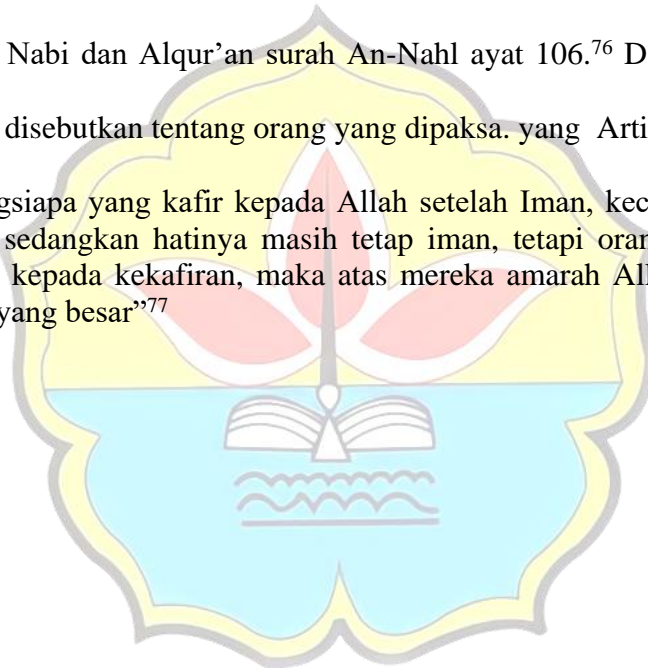 Nabi dan Alqur’an surah An-Nahl ayat 106.⁷⁶ D
disebutkan tentang orang yang dipaksa. yang Arti
gsiapa yang kafir kepada Allah setelah Iman, kec
sedangkan hatinya masih tetap iman, tetapi oran
kepada kekafiran, maka atas mereka amarah All
yang besar”⁷⁷